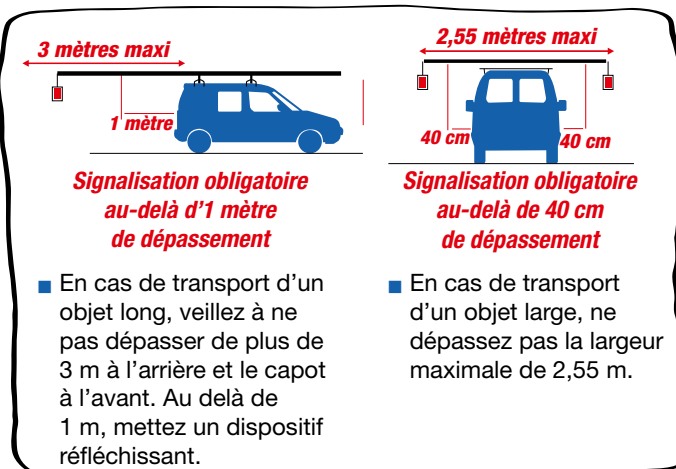 3 mètres maxi
1 mètre
Signalisation obligatoire
au-delà d’1 mètre
de dépassement
■ En cas de transport d’un
objet long, veillez à ne
pas dépasser de plus de
3 m à l’arrière et le capot
à l’avant. Au delà de
1 m, mettez un dispositif
réfléchissant.
2,55 mètres maxi
40 cm
40 cm
Signalisation obligatoire
au-delà de 40 cm
de dépassement
■ En cas de transport
d’un objet large, ne
dépassez pas la largeur
maximale de 2,55 m.